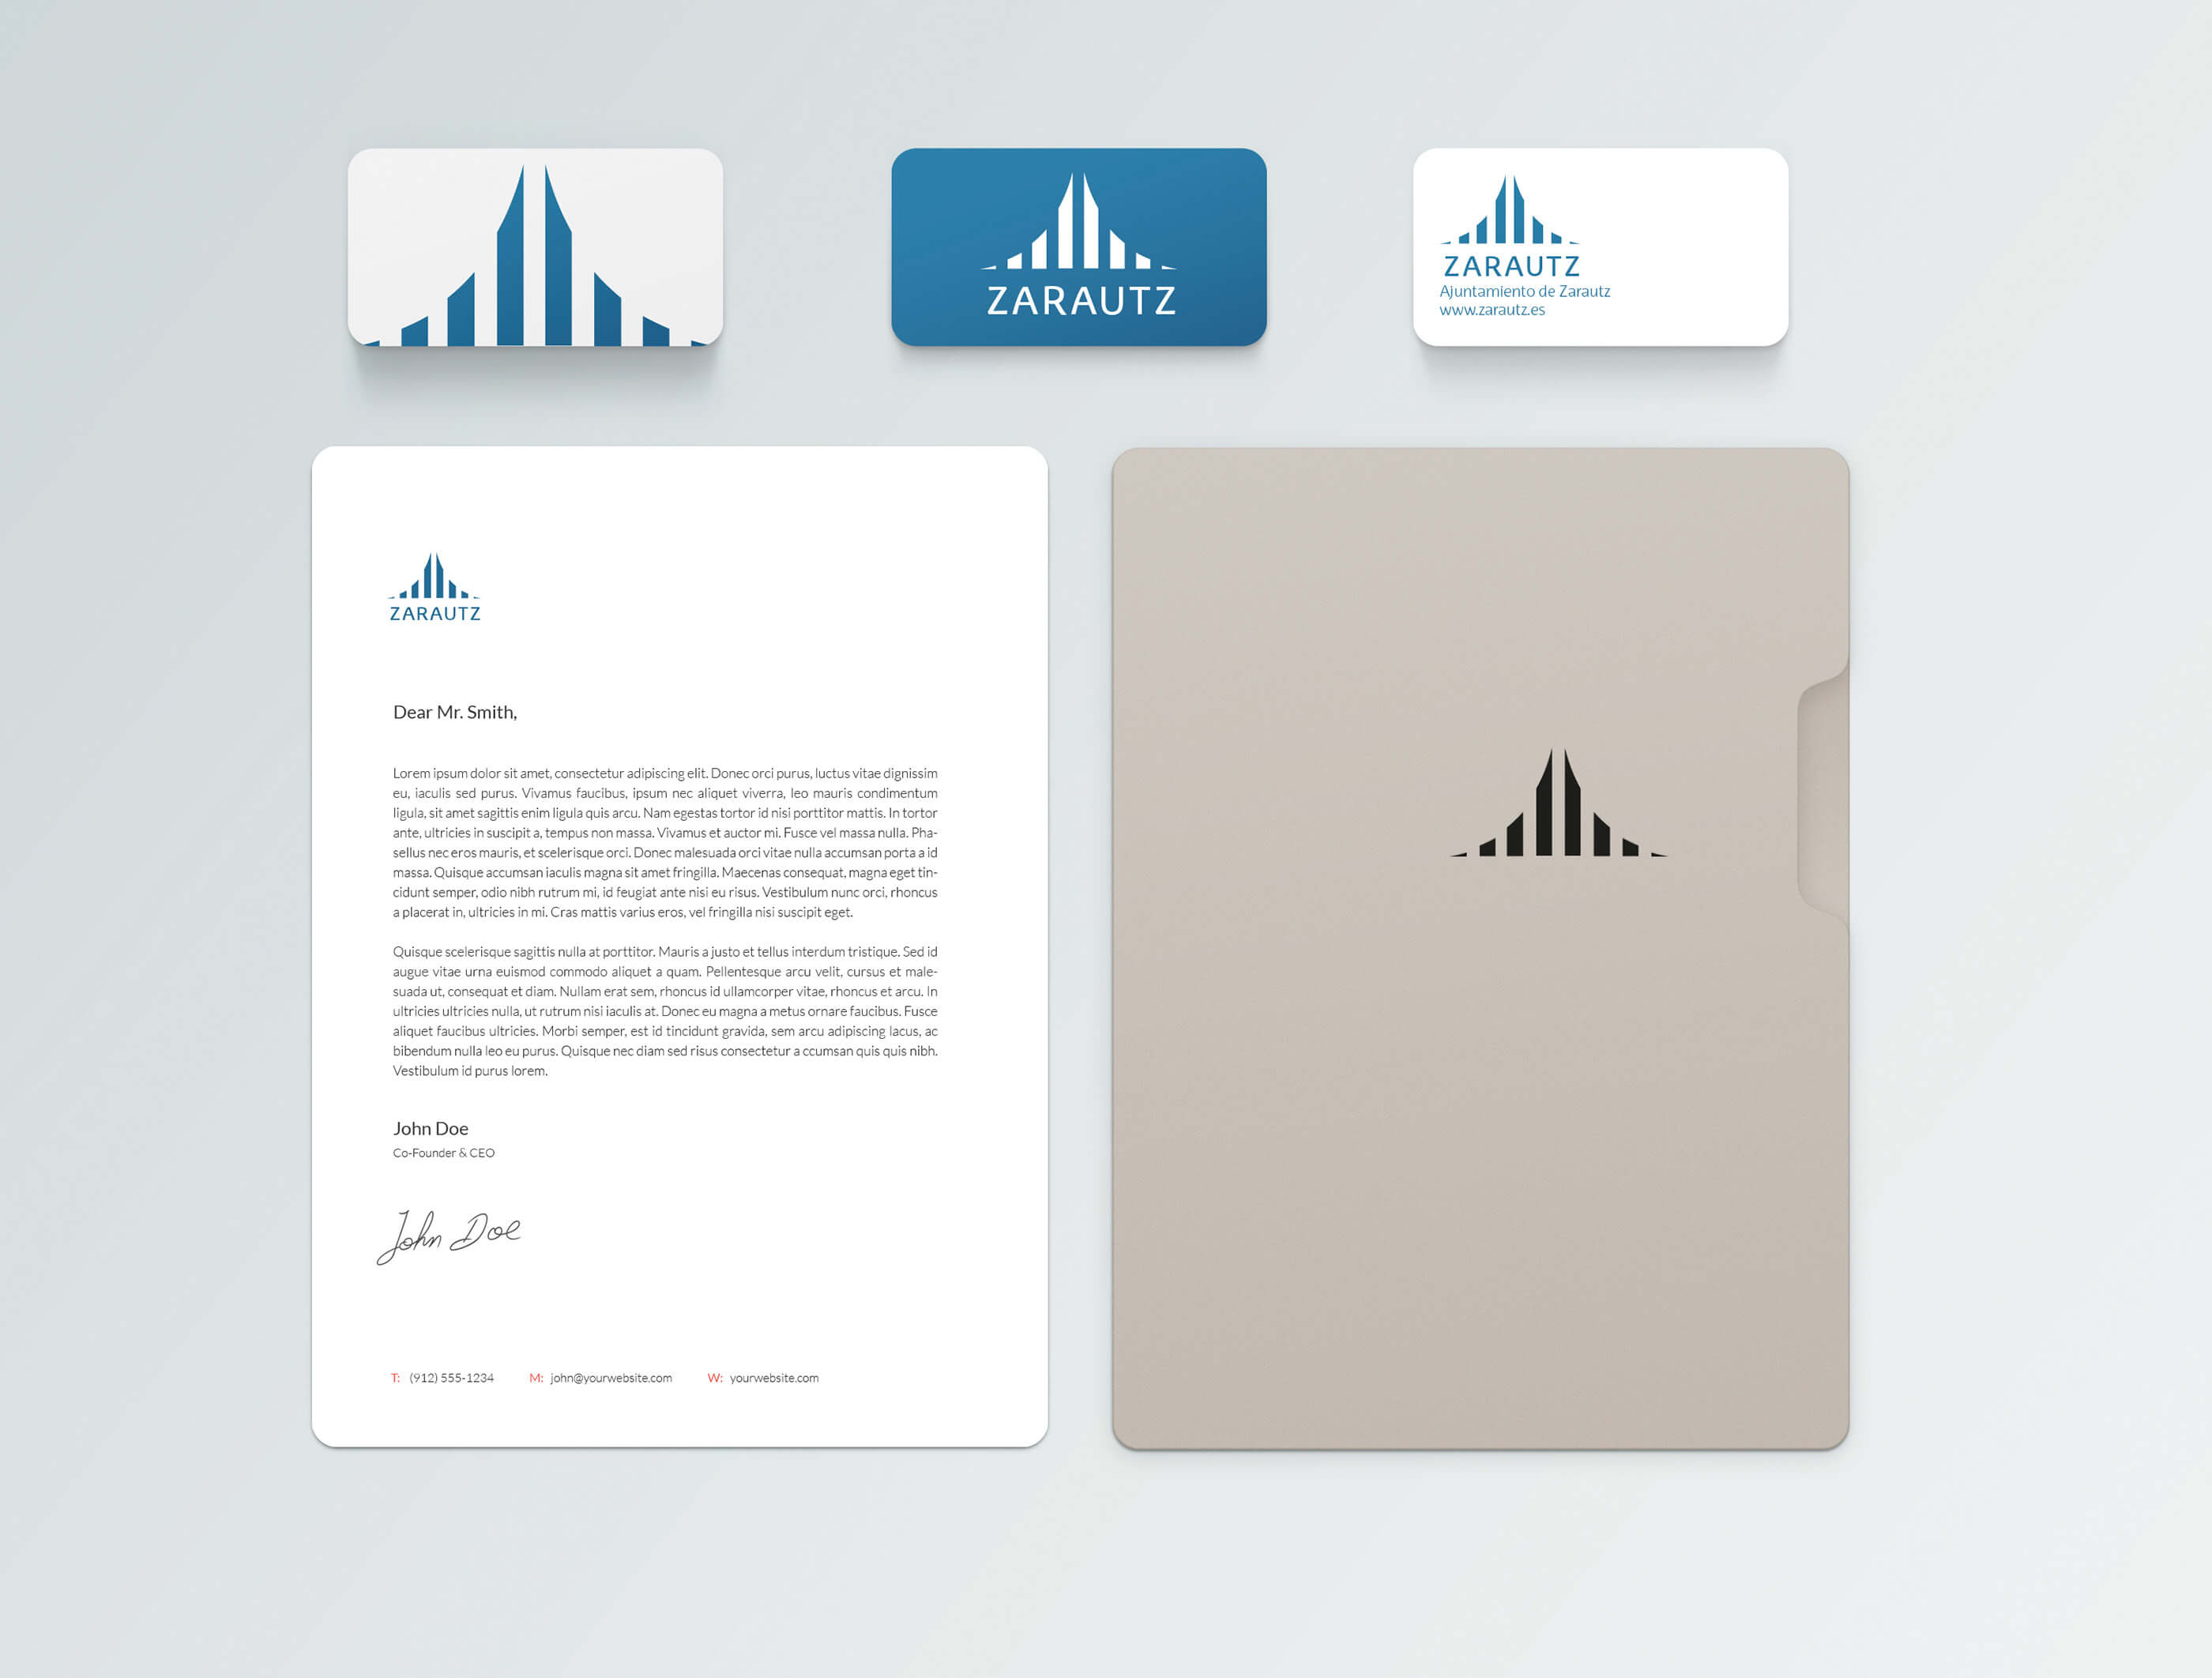 ZARAUTZ
ZARAUTZ
Ajuntamiento de Zarautz
www.zarautz.es
ZARAUTZ
Dear Mr. Smith,
Lorem ipsum dolor sit amet, consectetur adipiscing elit. Donec orci purus, luctus vitae dignissim
eu, iaculis sed purus. Vivamus faucibus, ipsum nec aliquet viverra, leo mauris condimentum
ligula, sit amet sagittis enim ligula quis arcu. Nam egestas tortor id nisi porttitor mattis. In tortor
ante, ultricies in suscipit a, tempus non massa. Vivamus et auctor mi. Fusce vel massa nulla. Pha-
sellus nec eros mauris, et scelerisque orci. Donec malesuada orci vitae nulla accumsan porta a id
massa. Quisque accumsan iaculis magna sit amet fringilla. Maecenas consequat, magna eget tin-
cidunt semper, odio nibh rutrum mi, id feugiat ante nisi eu risus. Vestibulum nunc orci, rhoncus
a placerat in, ultricies in mi. Cras mattis varius eros, vel fringilla nisi suscipit eget.
Quisque scelerisque sagittis nulla at porttitor. Mauris a justo et tellus interdum tristique. Sed id
augue vitae urna euismod commodo aliquet a quam. Pellentesque arcu velit, cursus et male-
suada ut, consequat et diam. Nullam erat sem, rhoncus id ullamcorper vitae, rhoncus et arcu. In
ultricies ultricies nulla, ut rutrum nisi iaculis at. Donec eu magna a metus ornare faucibus. Fusce
aliquet faucibus ultricies. Morbi semper, est id tincidunt gravida, sem arcu adipiscing lacus, ac
bibendum nulla leo eu purus. Quisque nec diam sed risus consectetur a ccumsan quis quis nibh.
Vestibulum id purus lorem.
John Doe
Co-Founder & CEO
John Doe
T: (912) 555-1234 M: john@yourwebsite.com W: yourwebsite.com